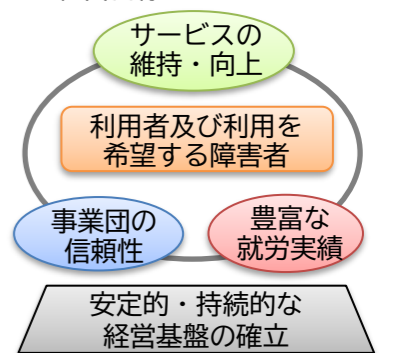 サービスの
維持・向上
利用者及び利用を
希望する障害者
事業団の
信頼性
豊富な
就労実績
安定的・持続的な
経営基盤の確立